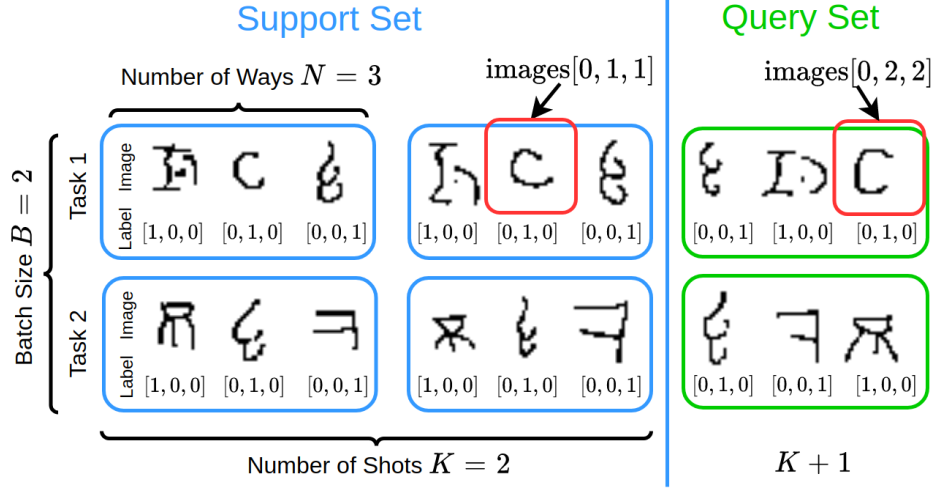 Support Set
Query Set
Number of Ways N = 3
images[0, 1, 1]
images[0, 2, 2]
Batch Size B = 2
Task 1
Image
Label
[1, 0, 0] [0, 1, 0] [0, 0, 1]
[1, 0, 0] [0, 1, 0] [0, 0, 1]
[0, 0, 1] [1, 0, 0] [0, 1, 0]
Task 2
Image
Label
[1, 0, 0] [0, 1, 0] [0, 0, 1]
[1, 0, 0] [0, 1, 0] [0, 0, 1]
[0, 1, 0] [0, 0, 1] [1, 0, 0]
Number of Shots K = 2
K + 1